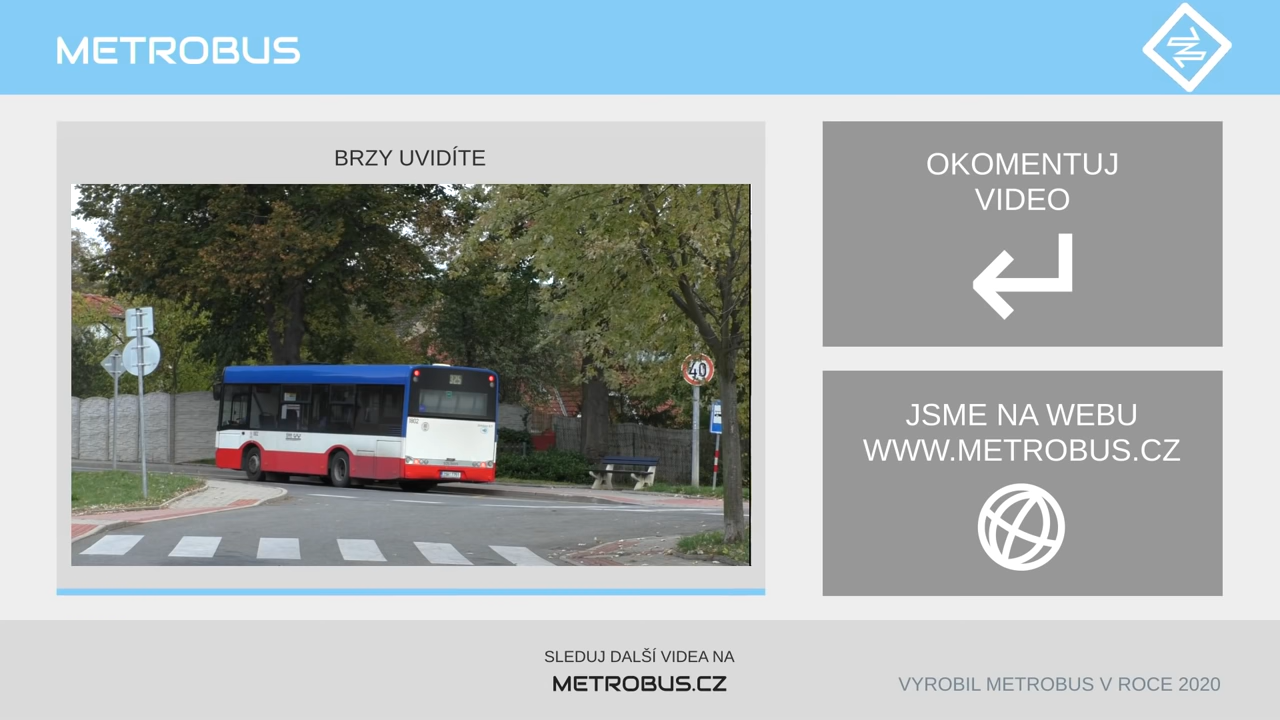 METROBUS
BRZY UVIDÍTE
40
OKOMENTUJ
VIDEO
JSME NA WEBU
WWW.METROBUS.CZ
SLEDUJ DALŠÍ VIDEA NA
METROBUS.CZ
VYROBIL METROBUS V ROCE 2020